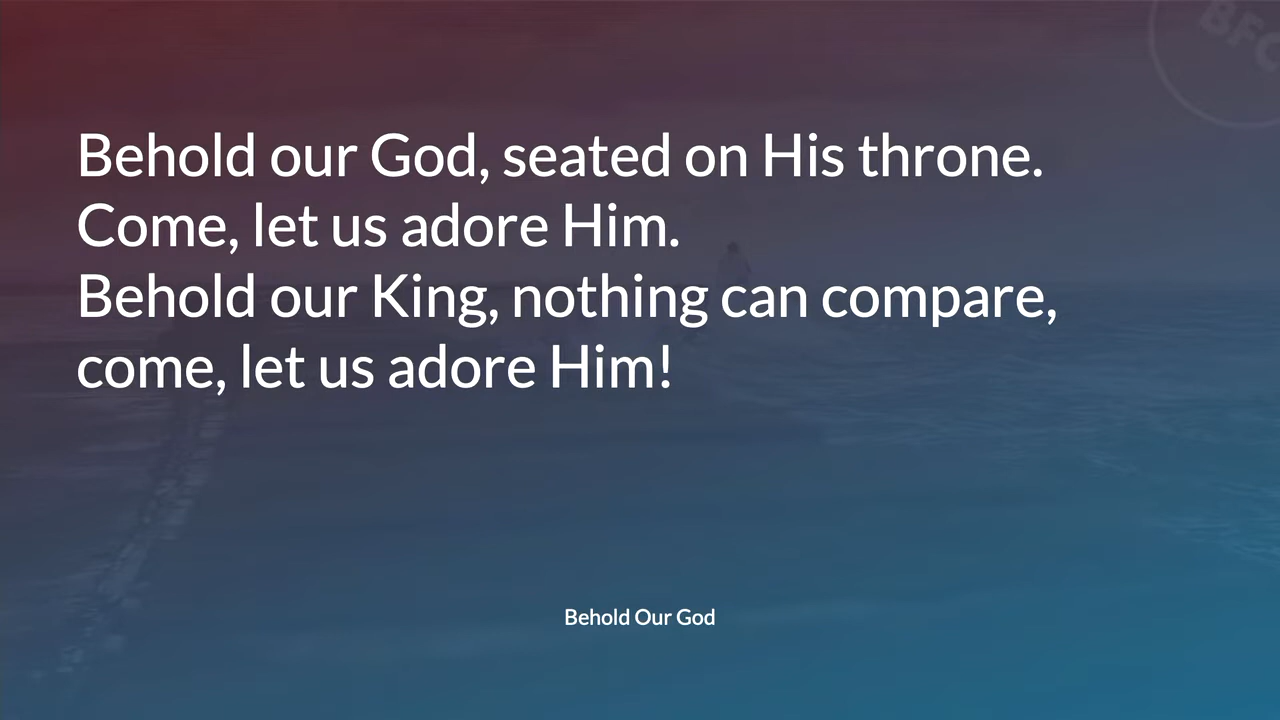 BFC
Behold our God, seated on His throne.
Come, let us adore Him.
Behold our King, nothing can compare,
come, let us adore Him!
Behold Our God